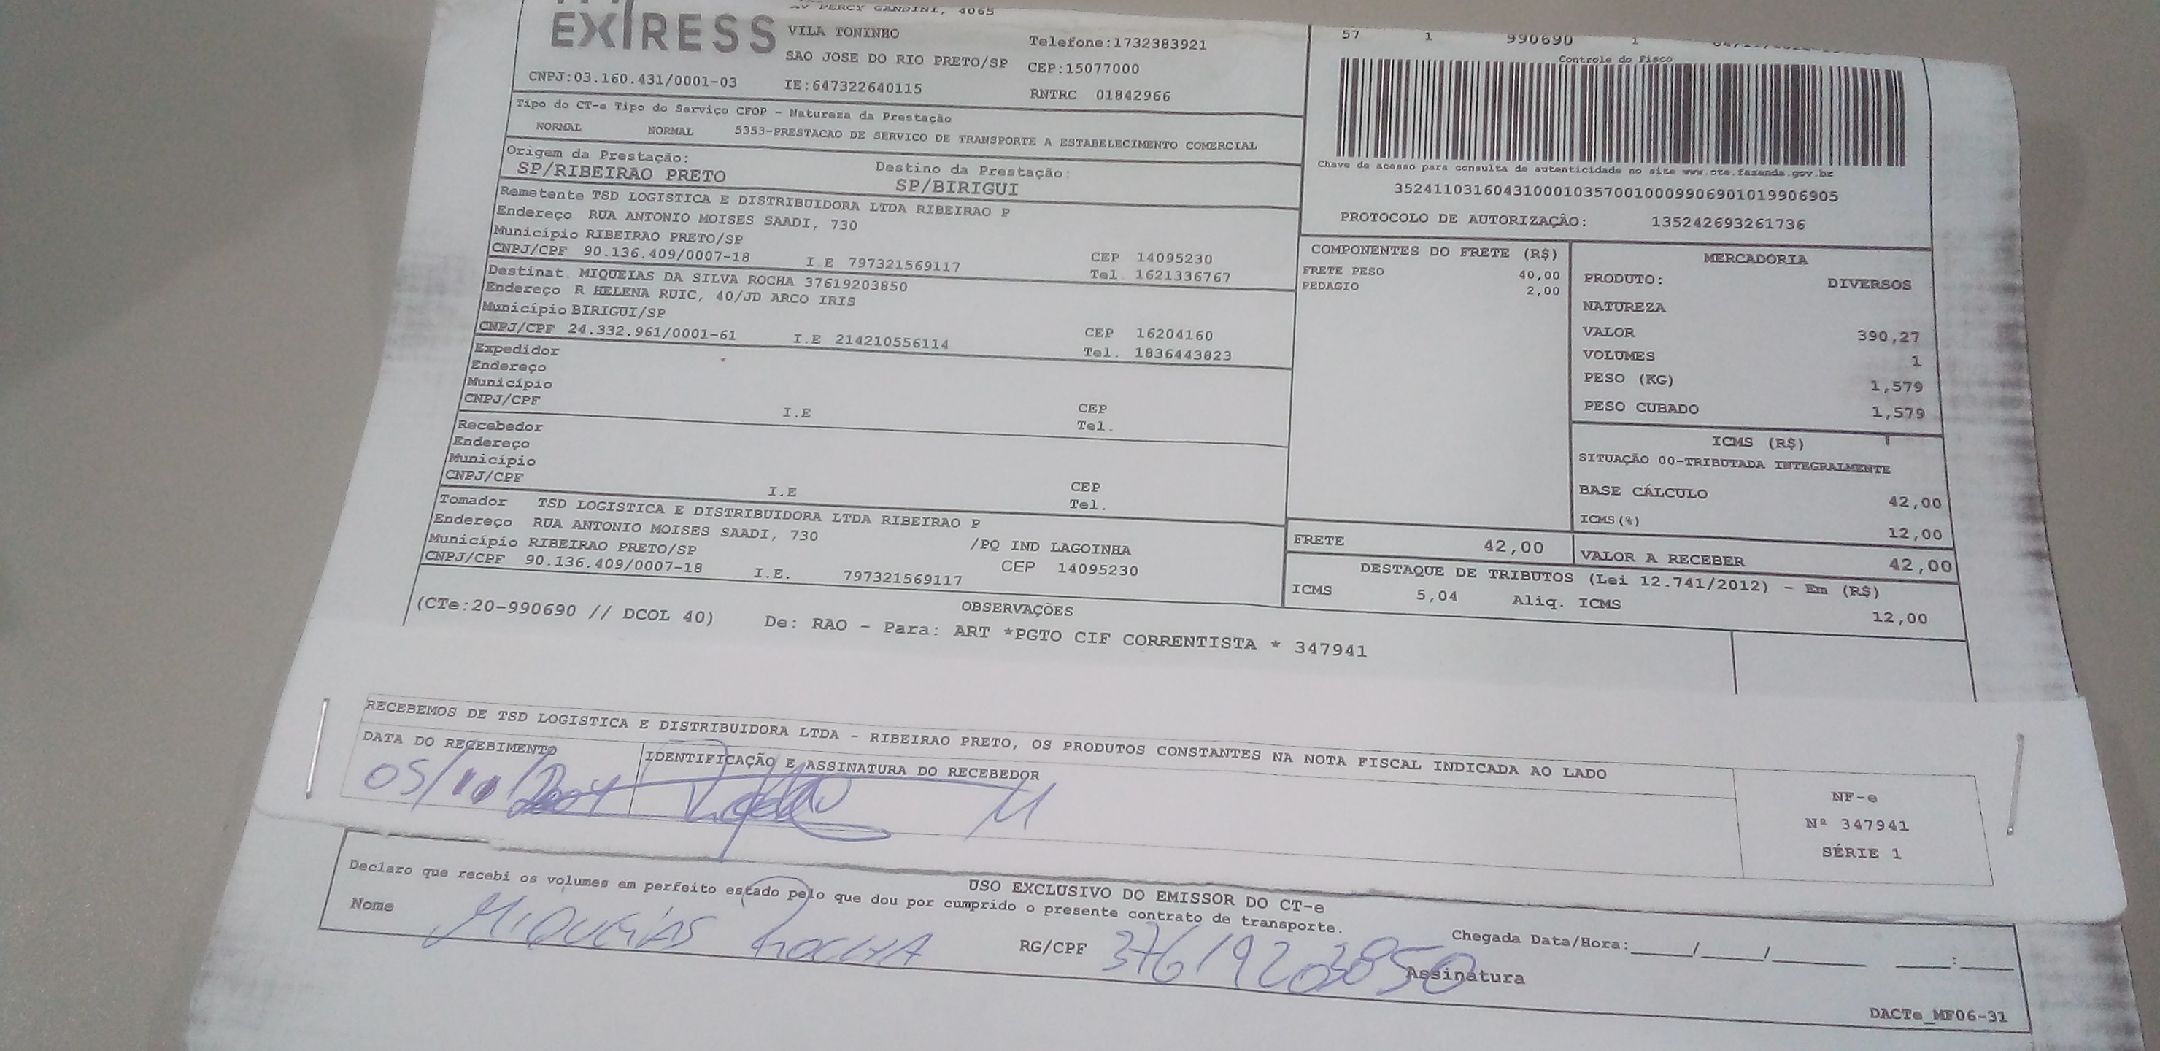 EXPRESS
AV PERCY GANDINI, 4065
VILA TONINHO
Telefone:1732383921
SAO JOSE DO RIO PRETO/SP
CEP:15077000
CNPJ:03.160.431/0001-03
IE:647322640115
RNTRC 01842966
57 1 990690 1
Controle do Fisco
Tipo do CT-e Tipo do Serviço CFOP - Natureza da Prestação
NORMAL NORMAL 5353-PRESTACAO DE SERVICO DE TRANSPORTE A ESTABELECIMENTO COMERCIAL
Origem da Prestação:
SP/RIBEIRAO PRETO
Destino da Prestação:
SP/BIRIGUI
Chave de acesso para consulta de autenticidade no site www.cte.fazenda.gov.br
35241103160431000103570010009906901019906905
PROTOCOLO DE AUTORIZAÇÃO: 135242693261736
Remetente TSD LOGISTICA E DISTRIBUIDORA LTDA RIBEIRAO P
Endereço RUA ANTONIO MOISES SAADI, 730
Município RIBEIRAO PRETO/SP
CEP 14095230
CNPJ/CPF 90.136.409/0007-18 I.E 797321569117 Tel. 1621336767
Destinat. MIQUEIAS DA SILVA ROCHA 37619203850
Endereço R HELENA RUIC, 40/JD ARCO IRIS
Município BIRIGUI/SP
CEP 16204160
CNPJ/CPF 24.332.961/0001-61 I.E 214210556114 Tel. 1836443823
Expedidor
Endereço
Município
CEP
CNPJ/CPF I.E Tel.
Recebedor
Endereço
Município
CEP
CNPJ/CPF I.E Tel.
Tomador TSD LOGISTICA E DISTRIBUIDORA LTDA RIBEIRAO P
Endereço RUA ANTONIO MOISES SAADI, 730 /PQ IND LAGOINHA
Município RIBEIRAO PRETO/SP CEP 14095230
CNPJ/CPF 90.136.409/0007-18 I.E. 797321569117
COMPONENTES DO FRETE (R$)
FRETE PESO 40,00
PEDAGIO 2,00
MERCADORIA
PRODUTO: DIVERSOS
NATUREZA
VALOR 390,27
VOLUMES 1
PESO (KG) 1,579
PESO CUBADO 1,579
ICMS (R$)
SITUAÇÃO 00-TRIBUTADA INTEGRALMENTE
BASE CÁLCULO 42,00
ICMS(%) 12,00
FRETE 42,00
VALOR A RECEBER 42,00
DESTAQUE DE TRIBUTOS (Lei 12.741/2012) - Em (R$)
ICMS 5,04 Aliq. ICMS 12,00
OBSERVAÇÕES
(CTe:20-990690 // DCOL 40) De: RAO - Para: ART *PGTO CIF CORRENTISTA * 347941
RECEBEMOS DE TSD LOGISTICA E DISTRIBUIDORA LTDA - RIBEIRAO PRETO, OS PRODUTOS CONSTANTES NA NOTA FISCAL INDICADA AO LADO
DATA DO RECEBIMENTO
IDENTIFICAÇÃO E ASSINATURA DO RECEBEDOR
05/11/2024
NF-e
Nº 347941
SÉRIE 1
USO EXCLUSIVO DO EMISSOR DO CT-e
Declaro que recebi os volumes em perfeito estado pelo que dou por cumprido o presente contrato de transporte.
Nome MIQUEIAS ROCHA RG/CPF 37619203850 Assinatura
Chegada Data/Hora:____/____/______ ____:____
DACTe_MF06-31